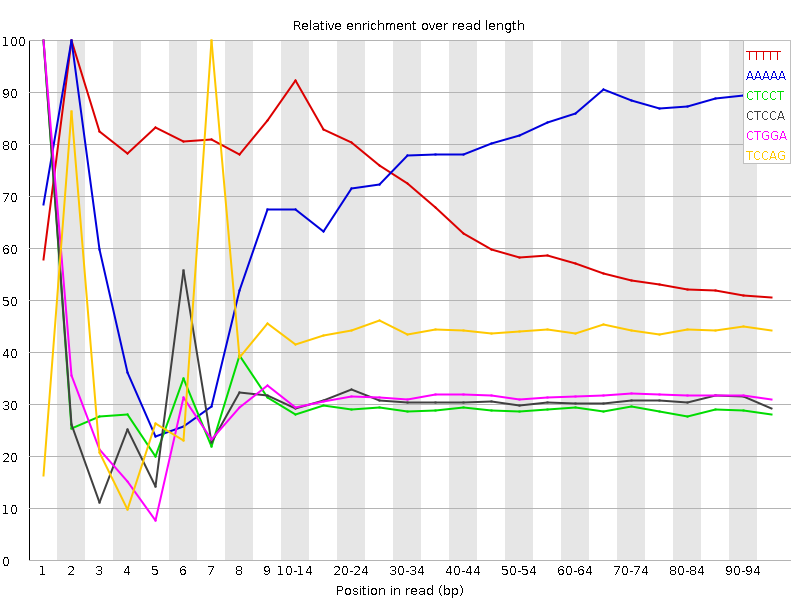 Relative enrichment over read length
100
90
80
70
60
50
40
30
20
10
0
TTTTT
AAAAA
CTCCT
CTCCA
CTGGA
TCCAG
1 2 3 4 5 6 7 8 9 10-14 20-24 30-34 40-44 50-54 60-64 70-74 80-84 90-94
Position in read (bp)